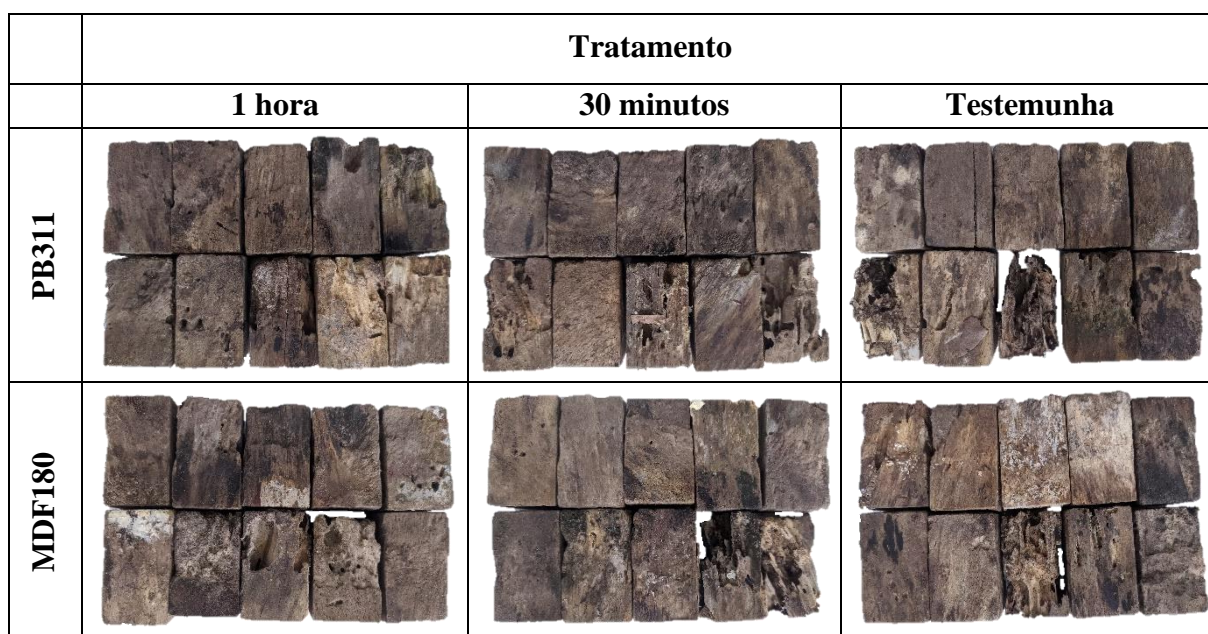 Tratamento
1 hora
30 minutos
Testemunha
PB311
MDF180